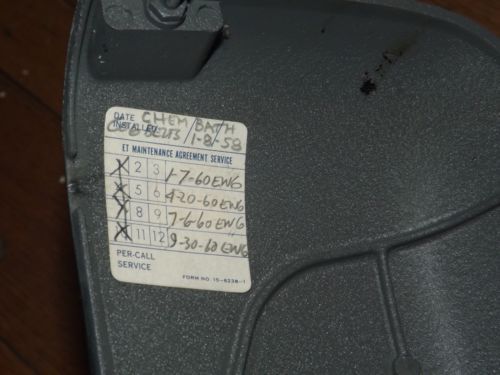 DATE CHEM/BATH
INSTALLED 1-8-58
ET MAINTENANCE AGREEMENT SERVICE
2 3 1-7-60 EWG
5 6 4-20-60 EWG
8 9 7-6-60 EWG
11 12 9-30-60 EWG
PER-CALL
SERVICE
FORM NO. 15-6238-1